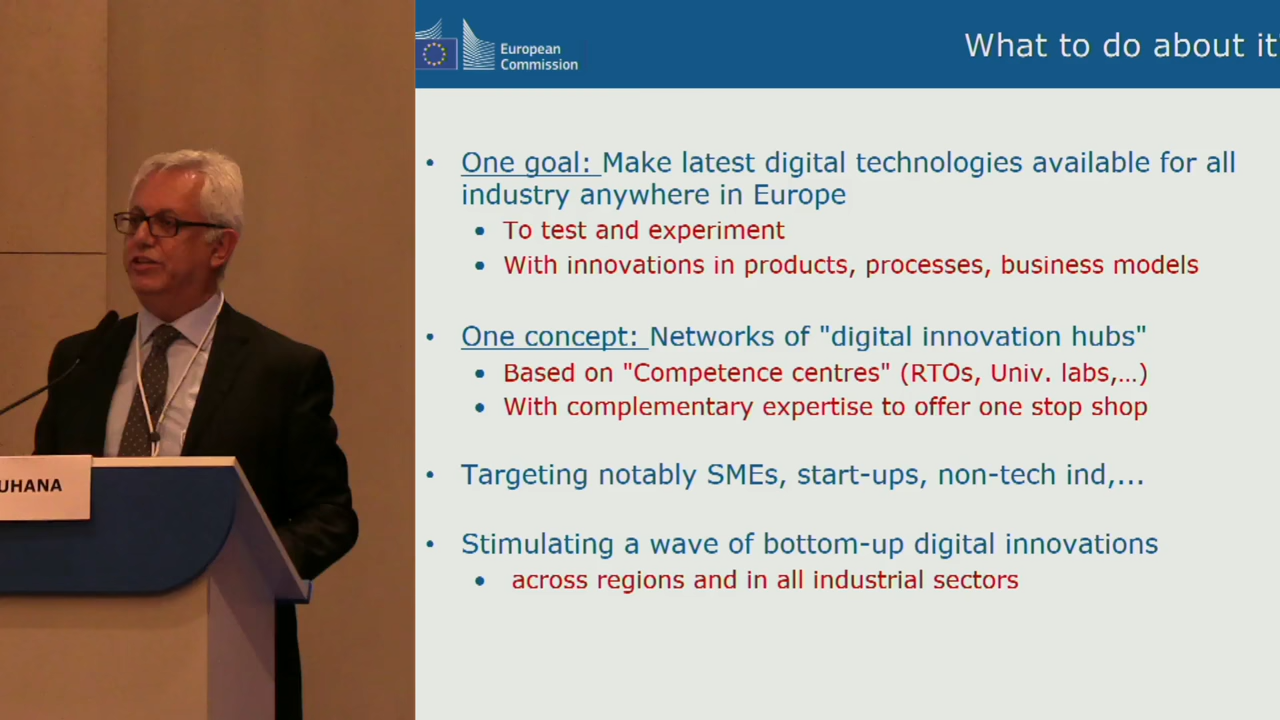 European
Commission
What to do about it
• One goal: Make latest digital technologies available for all
industry anywhere in Europe
• To test and experiment
• With innovations in products, processes, business models
• One concept: Networks of "digital innovation hubs"
• Based on "Competence centres" (RTOs, Univ. labs,...)
• With complementary expertise to offer one stop shop
• Targeting notably SMEs, start-ups, non-tech ind,...
• Stimulating a wave of bottom-up digital innovations
• across regions and in all industrial sectors
UHANA